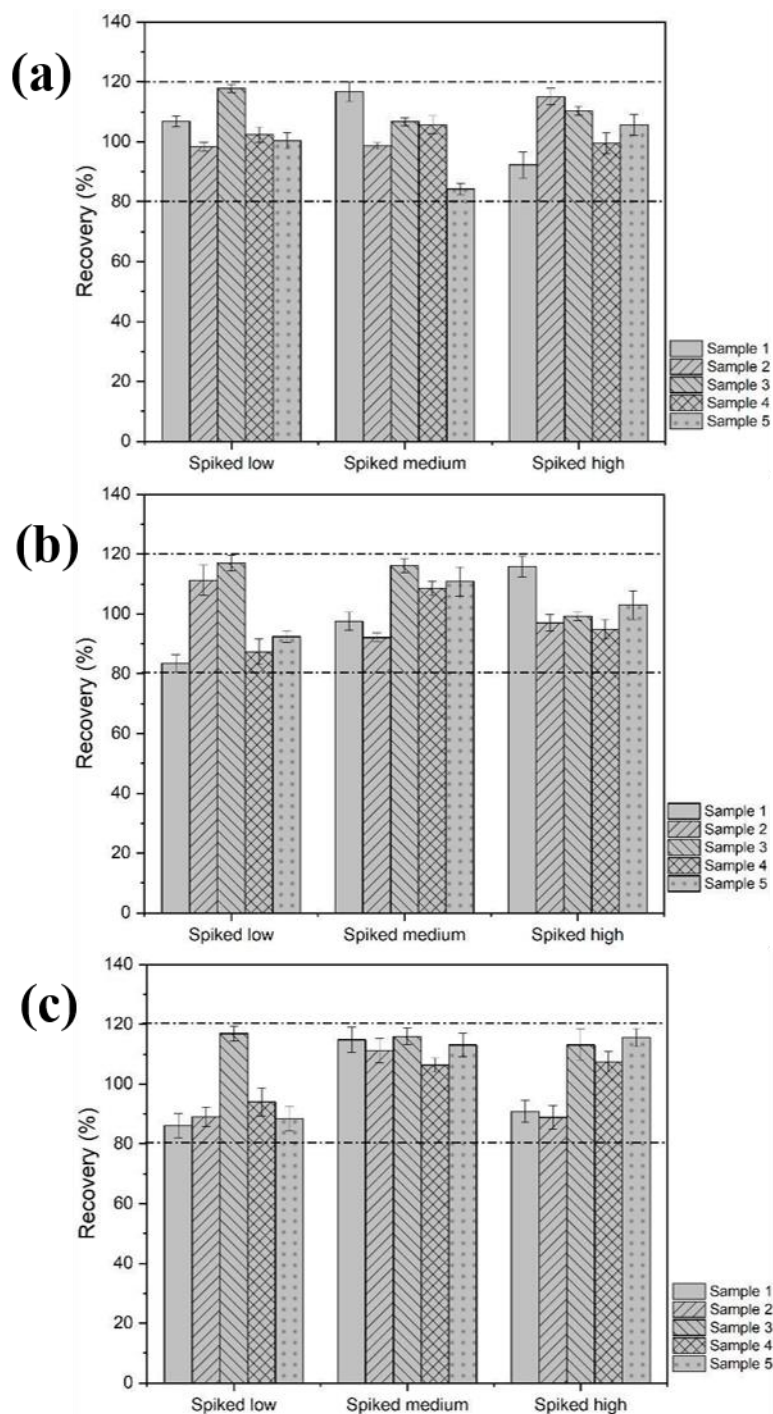 (a)
Recovery (%)
140
120
100
80
60
40
20
0
Spiked low Spiked medium Spiked high
Sample 1
Sample 2
Sample 3
Sample 4
Sample 5
(b)
Recovery (%)
140
120
100
80
60
40
20
0
Spiked low Spiked medium Spiked high
Sample 1
Sample 2
Sample 3
Sample 4
Sample 5
(c)
Recovery (%)
140
120
100
80
60
40
20
0
Spiked low Spiked medium Spiked high
Sample 1
Sample 2
Sample 3
Sample 4
Sample 5